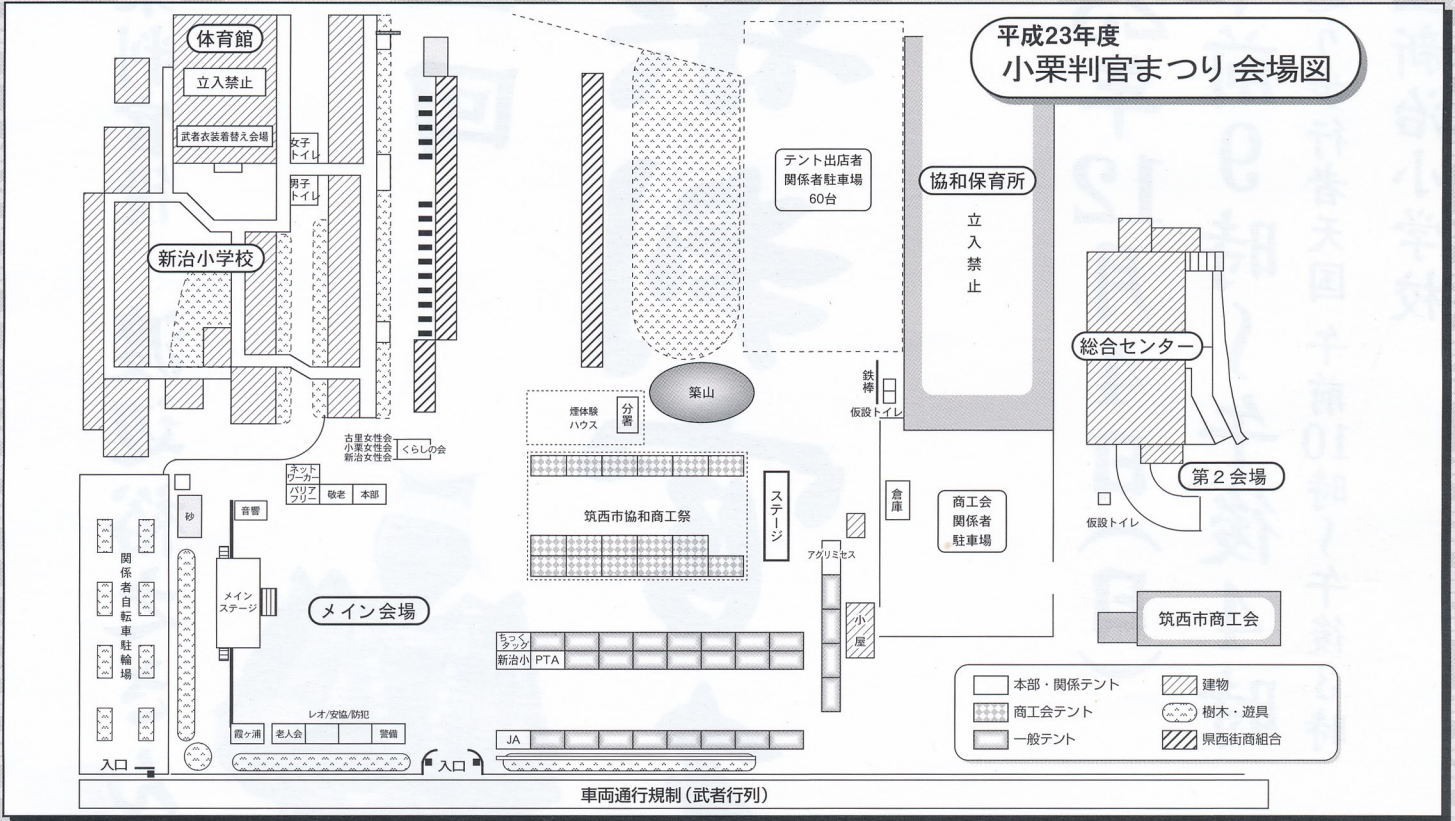 平成23年度
小栗判官まつり会場図
体育館
立入禁止
武者衣装着替え会場
女子
トイレ
男子
トイレ
新治小学校
テント出店者
関係者駐車場
60台
協和保育所
立入禁止
総合センター
第2会場
仮設トイレ
鉄棒
仮設トイレ
築山
煙体験
ハウス
分署
古里女性会
小栗女性会
新治女性会
くらしの会
ネット
ワーカー
バリア
フリー
敬老
本部
砂
音響
筑西市協和商工祭
ステージ
倉庫
商工会
関係者
駐車場
アグリミセス
小屋
関係者自転車駐輪場
メイン
ステージ
メイン会場
ちっく
タッグ
新治小
PTA
筑西市商工会
本部・関係テント
商工会テント
一般テント
建物
樹木・遊具
県西街商組合
レオ/安協/防犯
霞ヶ浦
老人会
警備
JA
入口
入口
車両通行規制(武者行列)